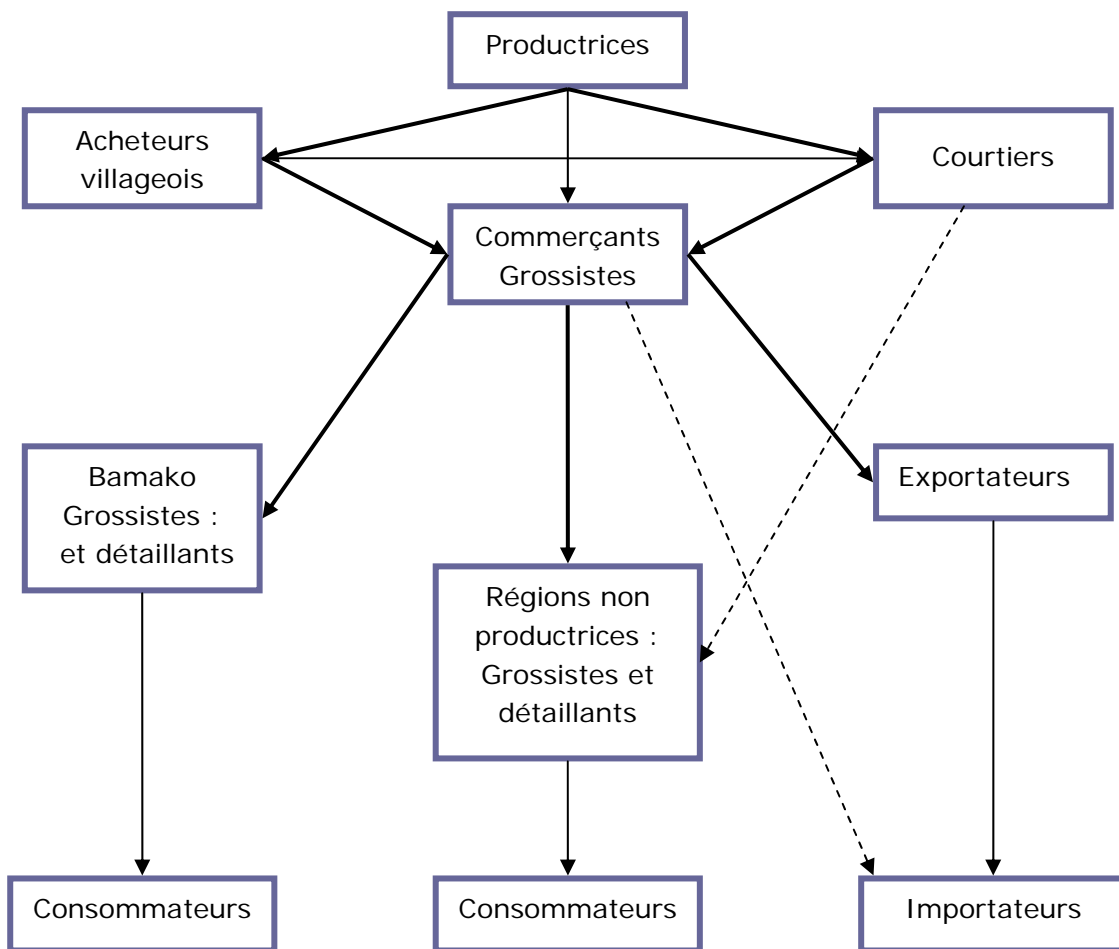 Productrices
Acheteurs
villageois
Courtiers
Commerçants
Grossistes
Bamako
Grossistes :
et détaillants
Exportateurs
Régions non
productrices :
Grossistes et
détaillants
Consommateurs
Consommateurs
Importateurs